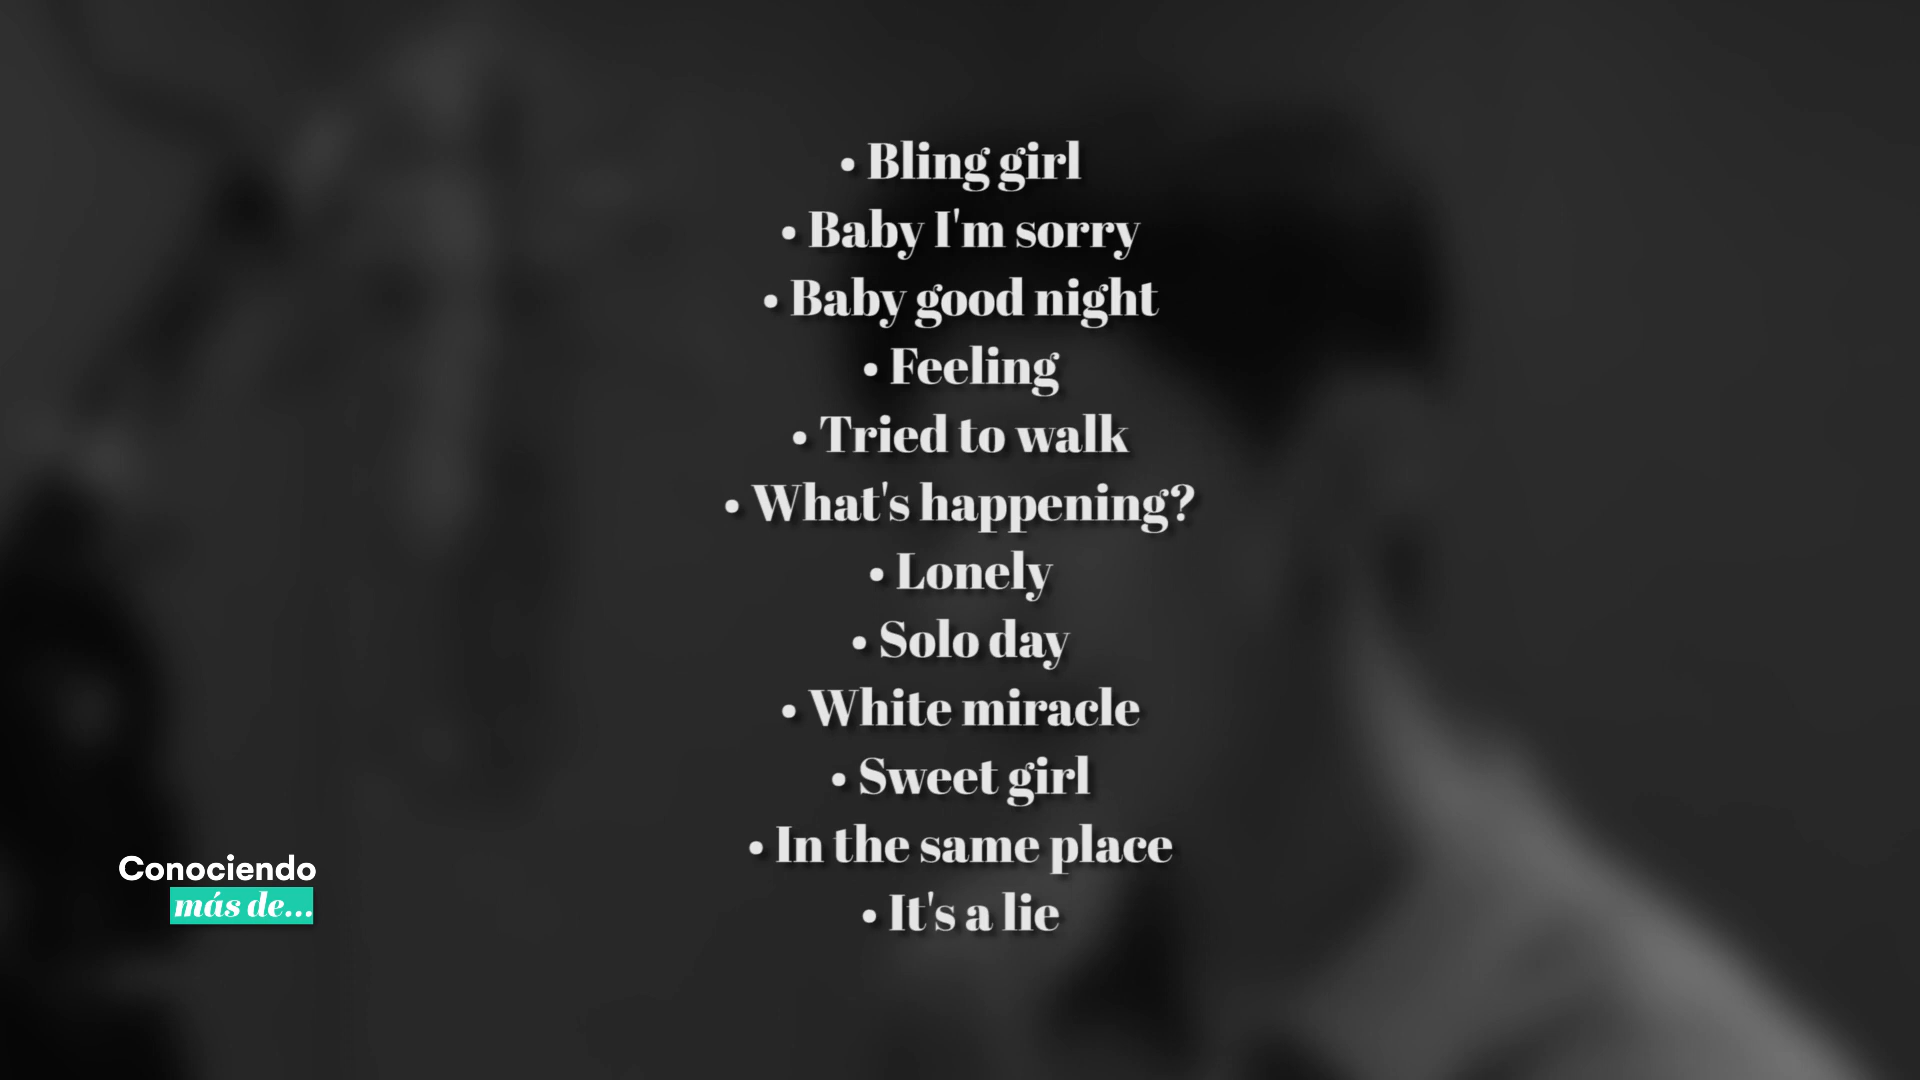 • Bling girl
• Baby I'm sorry
• Baby good night
• Feeling
• Tried to walk
• What's happening?
• Lonely
• Solo day
• White miracle
• Sweet girl
• In the same place
• It's a lie
Conociendo
más de...